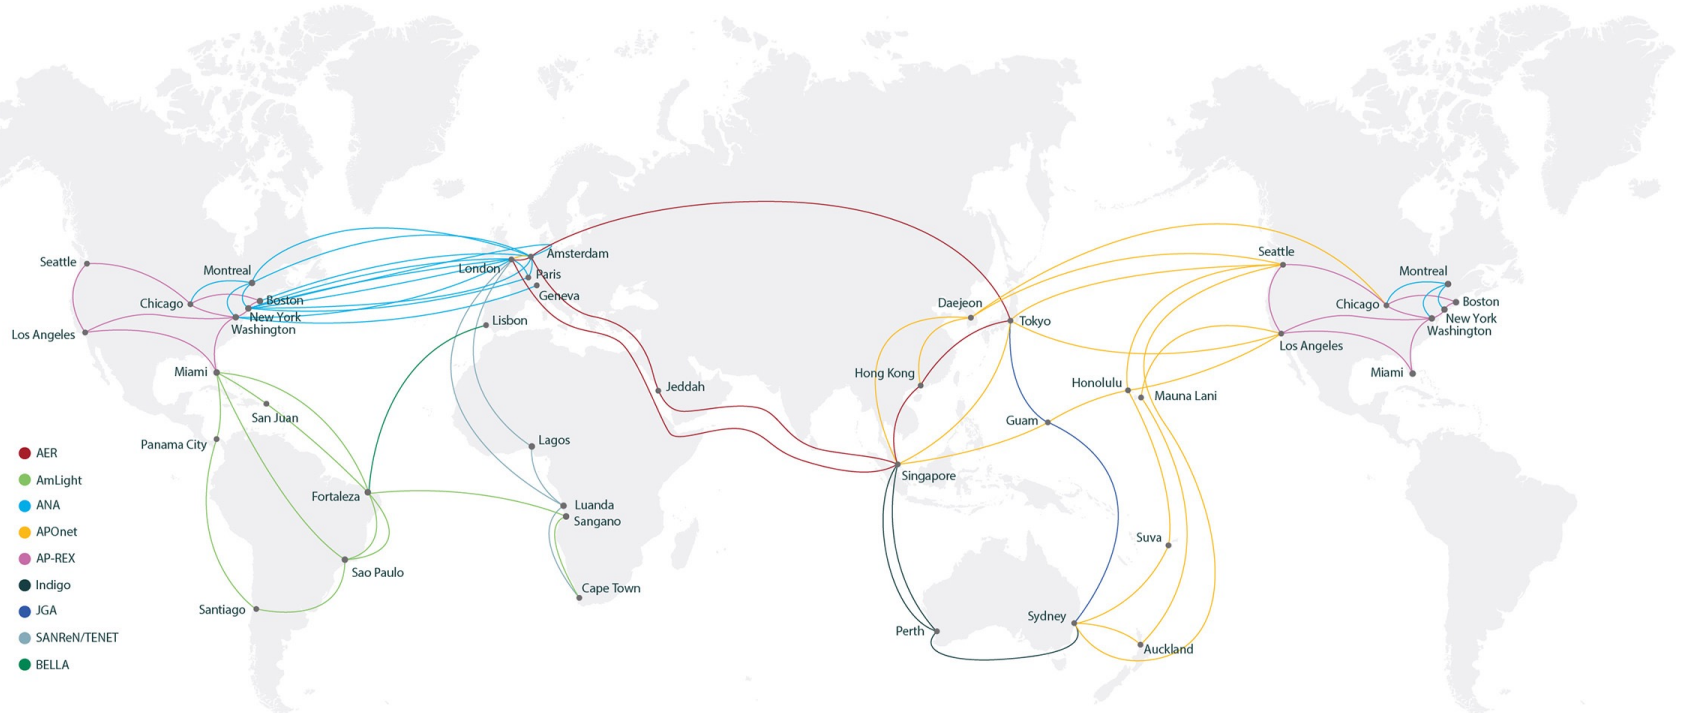 Seattle
Montreal
Chicago
Boston
New York
Washington
Los Angeles
Miami
San Juan
Panama City
Fortaleza
Sao Paulo
Santiago
London
Amsterdam
Paris
Geneva
Lisbon
Jeddah
Lagos
Luanda
Sangano
Cape Town
Daejeon
Tokyo
Hong Kong
Guam
Singapore
Honolulu
Mauna Lani
Suva
Sydney
Perth
Auckland
Seattle
Montreal
Chicago
Boston
New York
Washington
Los Angeles
Miami
AER
AmLight
ANA
APOnet
AP-REX
Indigo
JGA
SANReN/TENET
BELLA